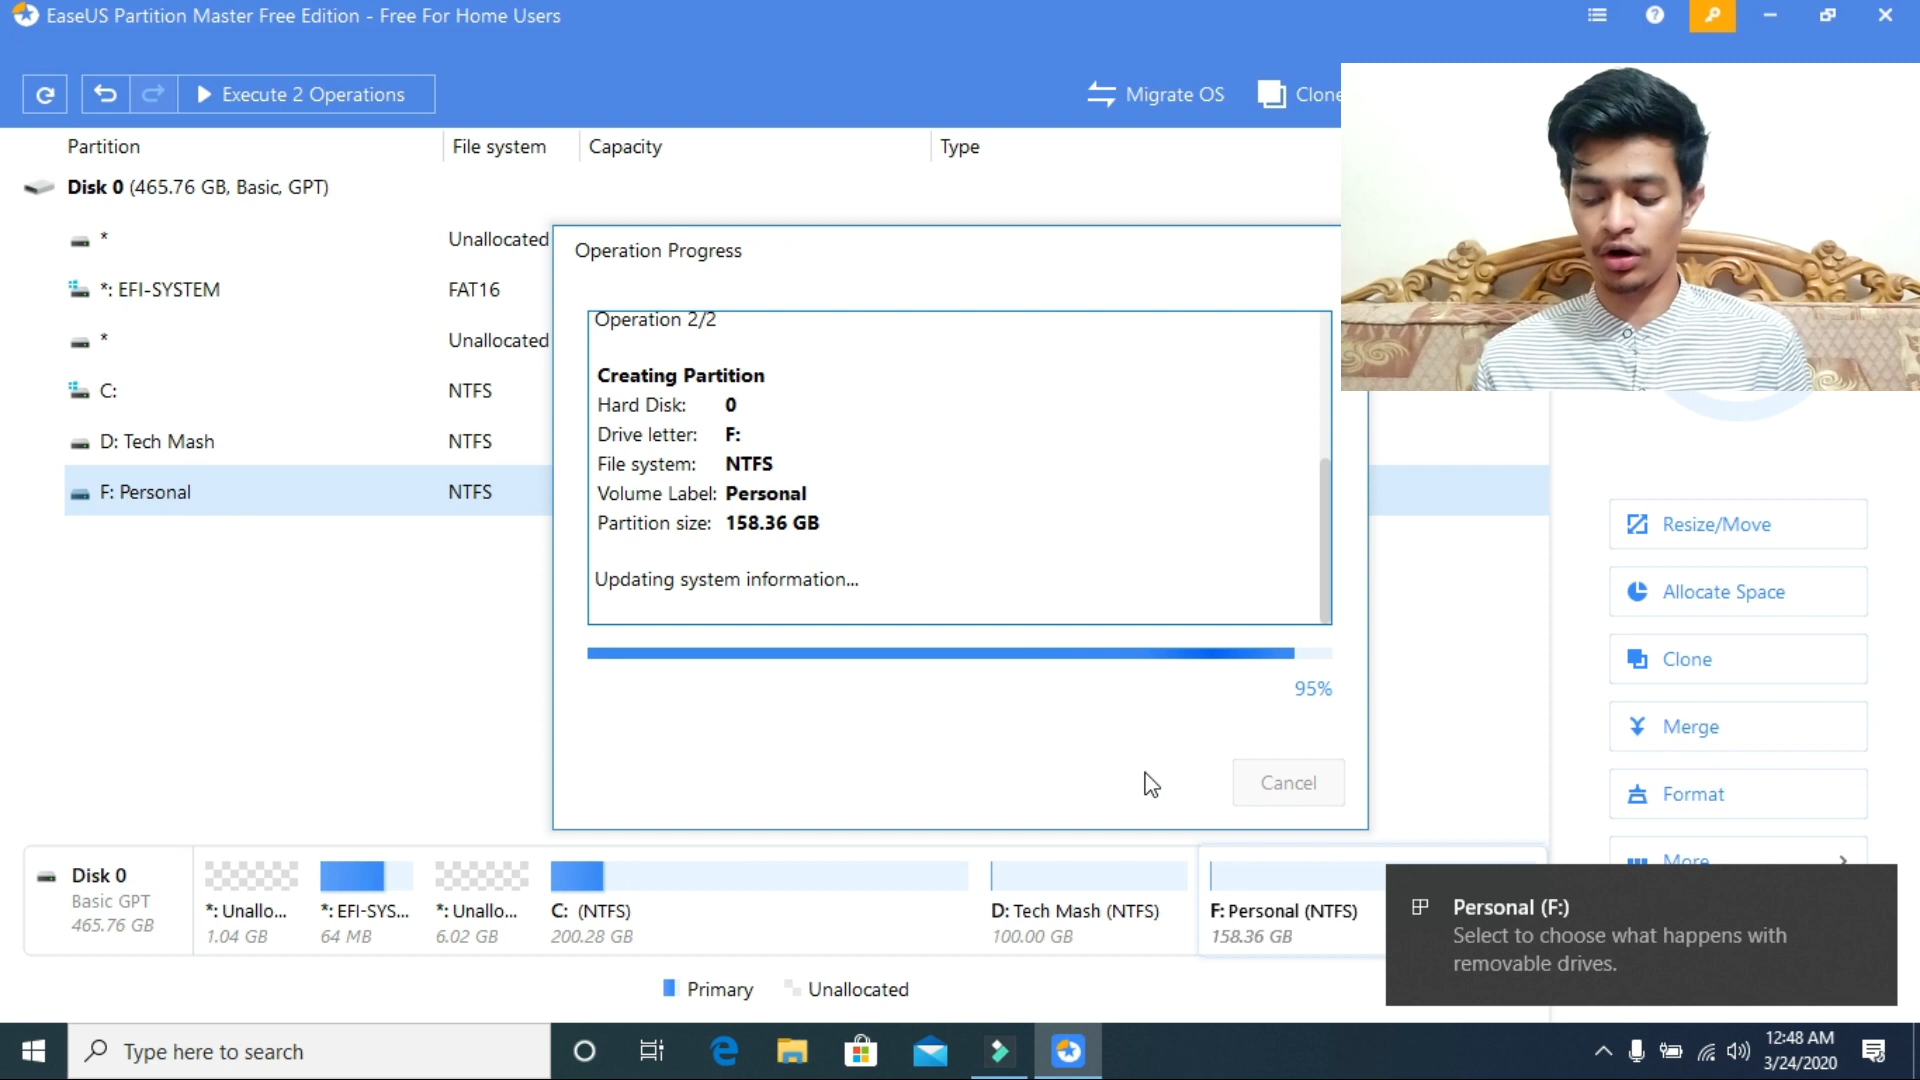 EaseUS Partition Master Free Edition - Free For Home Users
Execute 2 Operations
Migrate OS
Clone
Partition
File system
Capacity
Type
Disk 0 (465.76 GB, Basic, GPT)
*
Unallocated
*: EFI-SYSTEM
FAT16
*
Unallocated
C:
NTFS
D: Tech Mash
NTFS
F: Personal
NTFS
Operation Progress
Operation 2/2
Creating Partition
Hard Disk: 0
Drive letter: F:
File system: NTFS
Volume Label: Personal
Partition size: 158.36 GB
Updating system information...
95%
Cancel
Resize/Move
Allocate Space
Clone
Merge
Format
More
Disk 0
Basic GPT
465.76 GB
*: Unallo...
1.04 GB
*: EFI-SYS...
64 MB
*: Unallo...
6.02 GB
C: (NTFS)
200.28 GB
D: Tech Mash (NTFS)
100.00 GB
F: Personal (NTFS)
158.36 GB
Primary
Unallocated
Personal (F:)
Select to choose what happens with
removable drives.
Type here to search
12:48 AM
3/24/2020